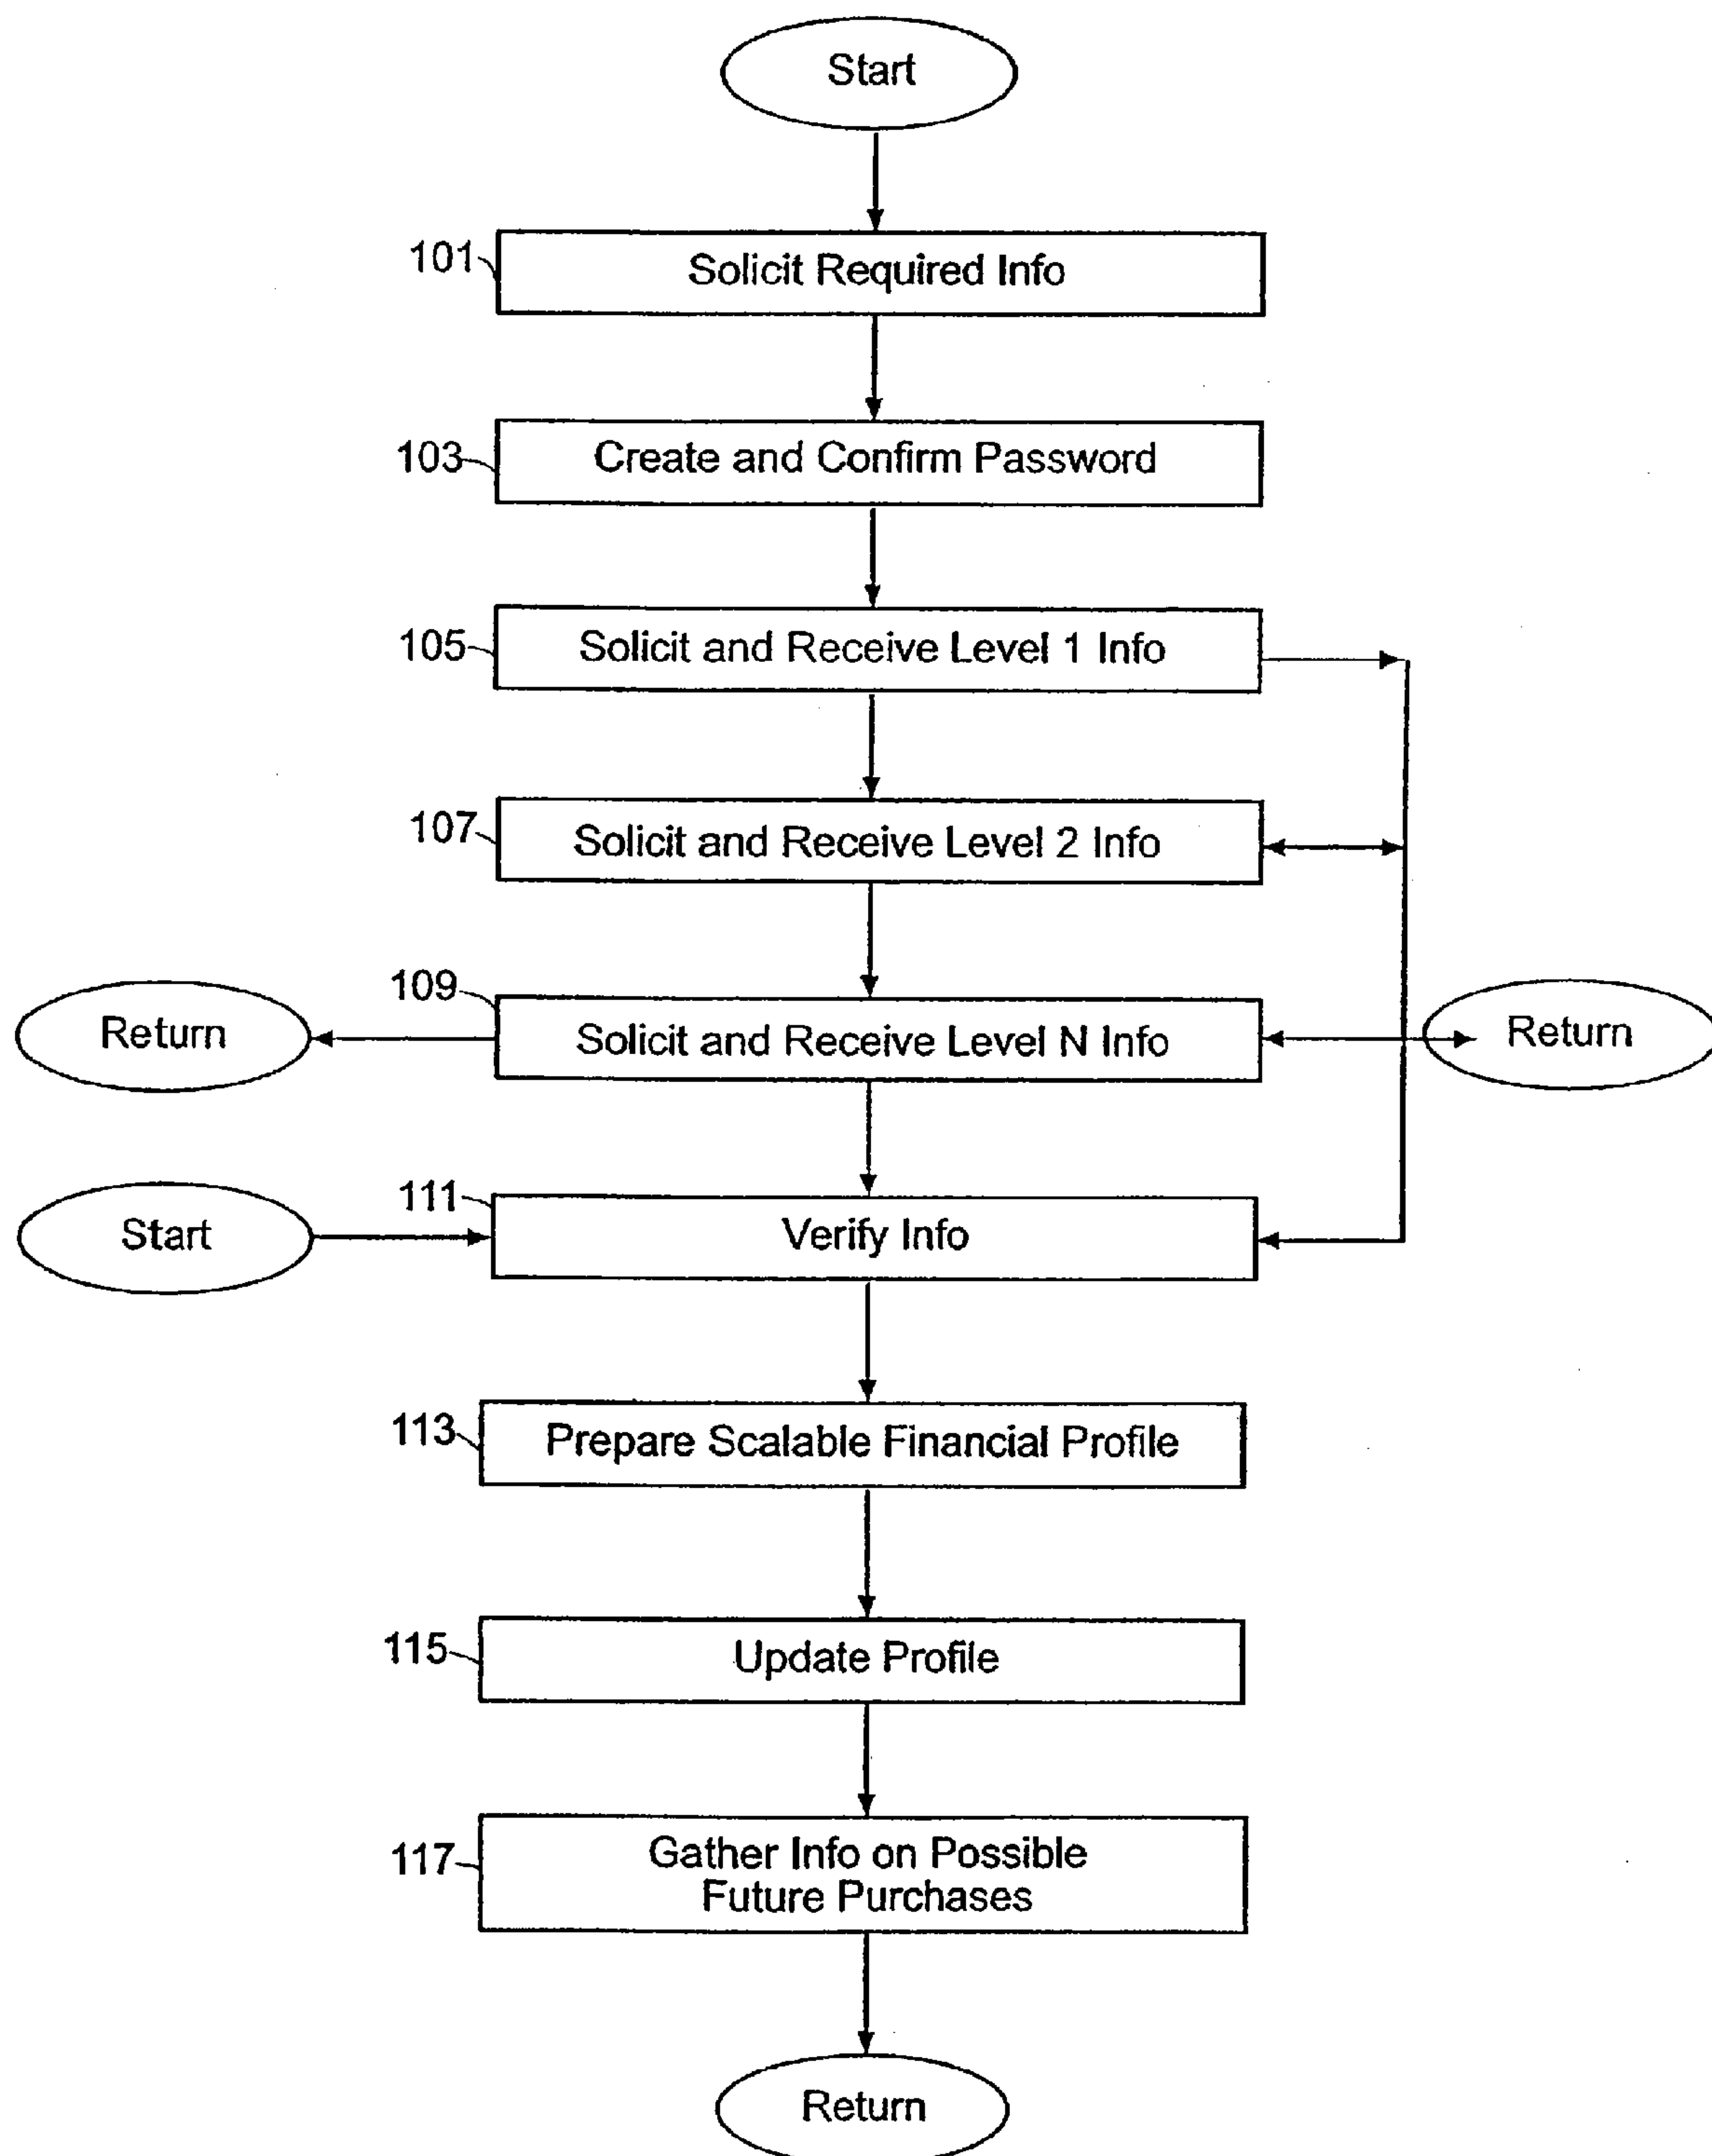 Start
101
Solicit Required Info
103
Create and Confirm Password
105
Solicit and Receive Level 1 Info
107
Solicit and Receive Level 2 Info
109
Return
Solicit and Receive Level N Info
Return
111
Start
Verify Info
113
Prepare Scalable Financial Profile
115
Update Profile
117
Gather Info on Possible
Future Purchases
Return